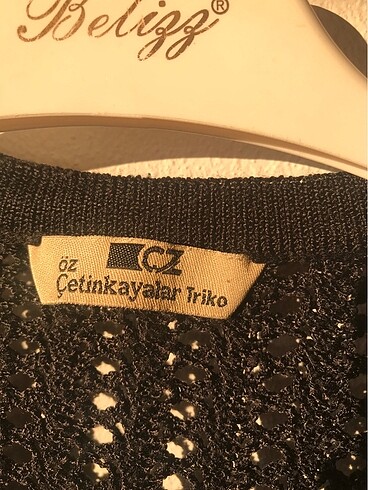 Belizz®
CZ
öz
Çetinkayalar Triko